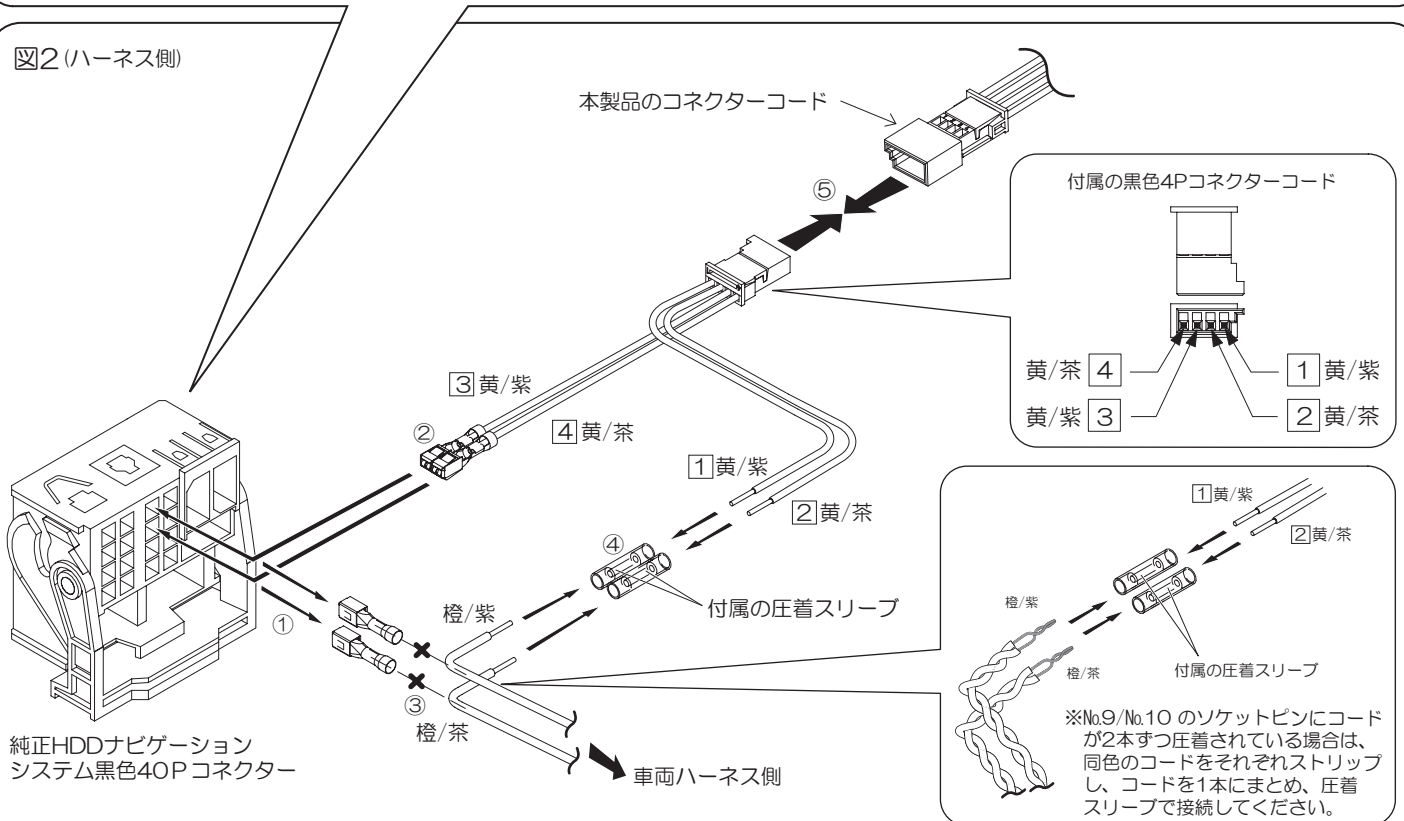 図2(ハーネス側)
本製品のコネクターコード
⑤
付属の黒色4Pコネクターコード
黄/茶 4
1 黄/紫
黄/紫 3
2 黄/茶
3 黄/紫
②
4 黄/茶
1 黄/紫
2 黄/茶
④
付属の圧着スリーブ
橙/紫
①
③
橙/茶
車両ハーネス側
純正HDDナビゲーション
システム黒色40Pコネクター
1 黄/紫
2 黄/茶
橙/紫
橙/茶
付属の圧着スリーブ
※No.9/No.10 のソケットピンにコード
が2本ずつ圧着されている場合は、
同色のコードをそれぞれストリップ
し、コードを1本にまとめ、圧着
スリーブで接続してください。